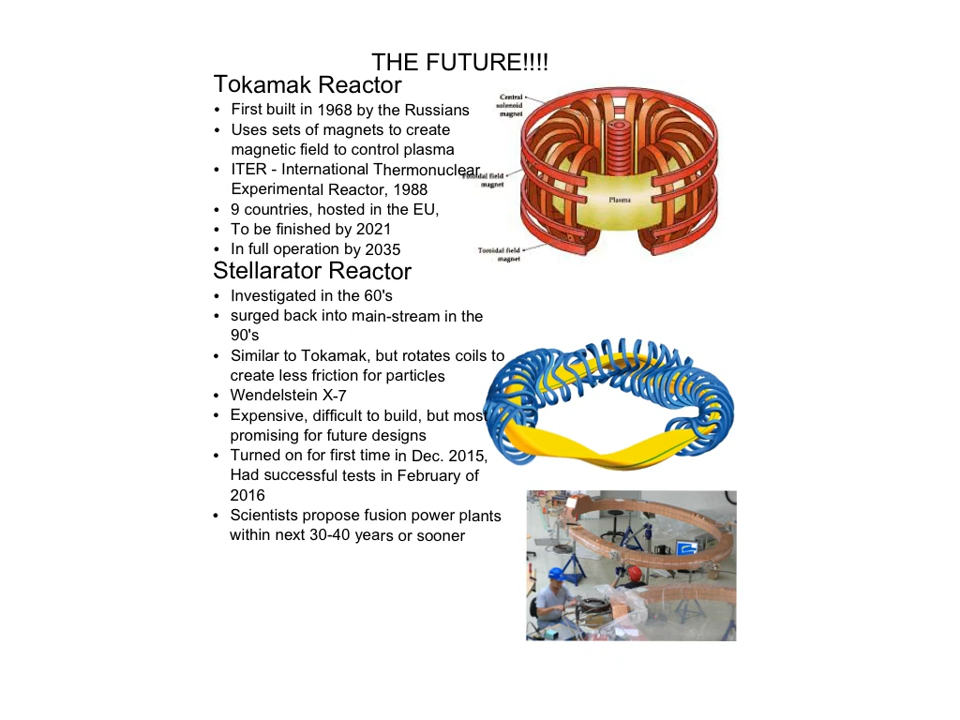 THE FUTURE!!!!
Tokamak Reactor
• First built in 1968 by the Russians
• Uses sets of magnets to create
magnetic field to control plasma
• ITER - International Thermonuclear
Experimental Reactor, 1988
• 9 countries, hosted in the EU,
• To be finished by 2021
• In full operation by 2035
Central
solenoid
magnet
field
magnet
Plasma
Toroidal field
magnet
Stellarator Reactor
• Investigated in the 60's
• surged back into main-stream in the
90's
• Similar to Tokamak, but rotates coils to
create less friction for particles
• Wendelstein X-7
• Expensive, difficult to build, but most
promising for future designs
• Turned on for first time in Dec. 2015,
Had successful tests in February of
2016
• Scientists propose fusion power plants
within next 30-40 years or sooner